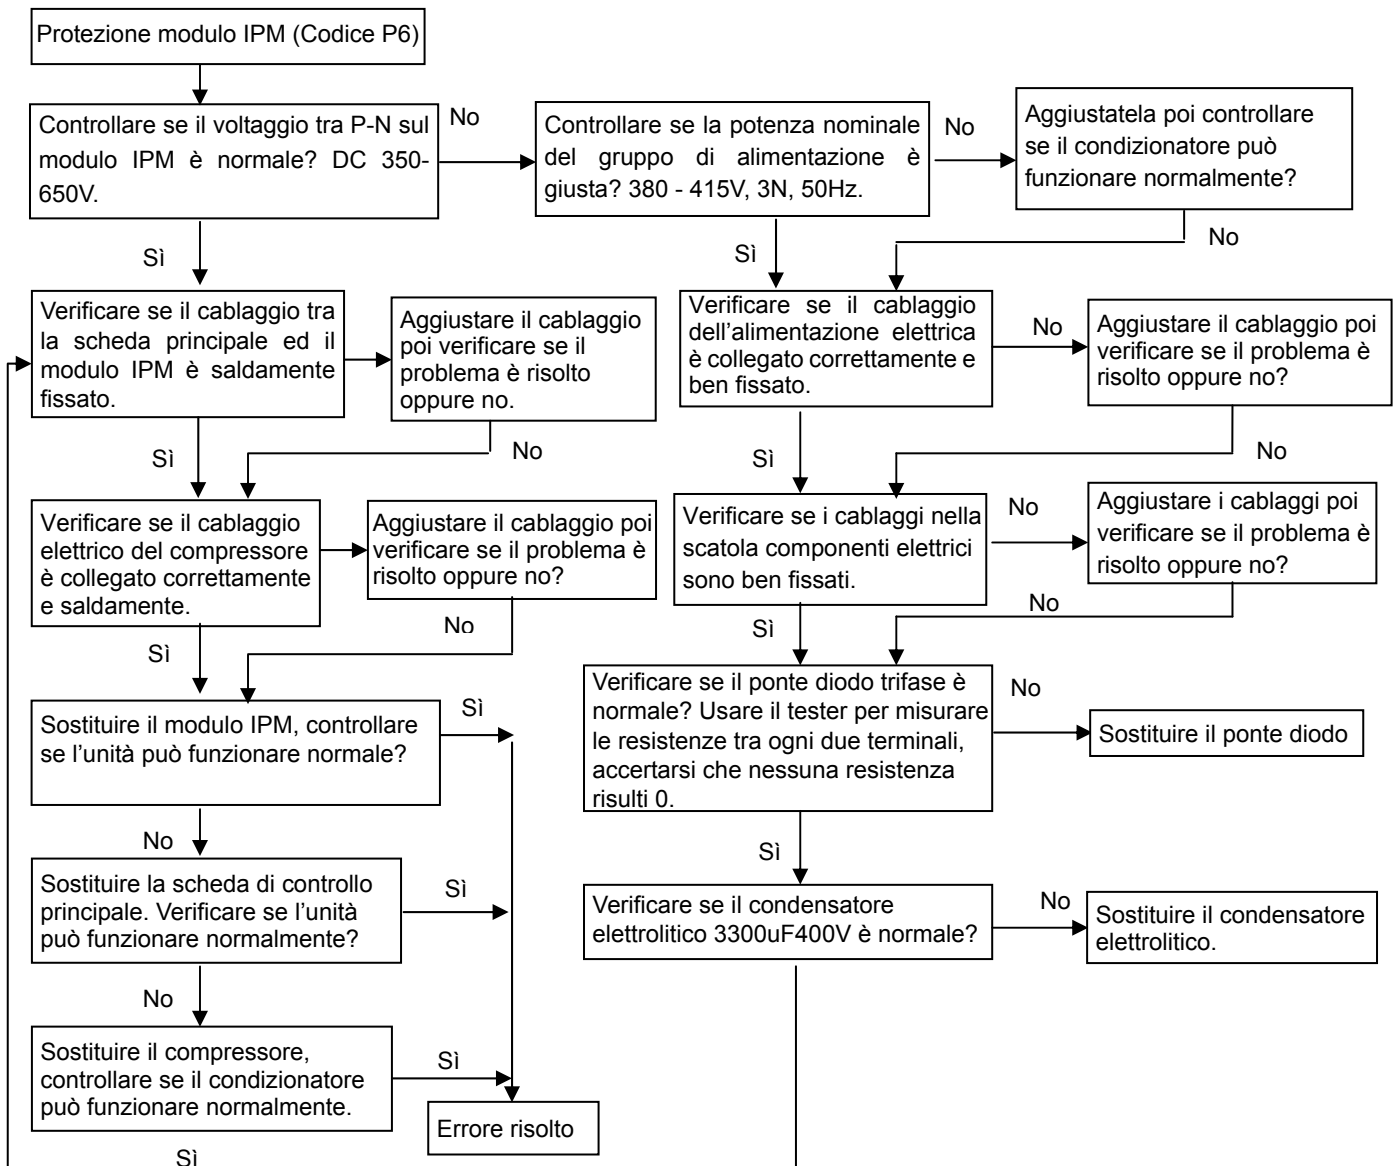 Protezione modulo IPM (Codice P6)
Controllare se il voltaggio tra P-N sul
modulo IPM è normale? DC 350-
650V.
No
Controllare se la potenza nominale
del gruppo di alimentazione è
giusta? 380 - 415V, 3N, 50Hz.
No
Aggiustatela poi controllare
se il condizionatore può
funzionare normalmente?
Sì
Sì
No
Verificare se il cablaggio tra
la scheda principale ed il
modulo IPM è saldamente
fissato.
Aggiustare il cablaggio
poi verificare se il
problema è risolto
oppure no.
Verificare se il cablaggio
dell'alimentazione elettrica
è collegato correttamente e
ben fissato.
No
Aggiustare il cablaggio poi
verificare se il problema è
risolto oppure no?
Sì
No
Sì
No
Verificare se il cablaggio
elettrico del compressore
è collegato correttamente
e saldamente.
Aggiustare il cablaggio poi
verificare se il problema è
risolto oppure no?
Verificare se i cablaggi nella
scatola componenti elettrici
sono ben fissati.
No
Aggiustare i cablaggi poi
verificare se il problema è
risolto oppure no?
Sì
No
Sì
No
Sostituire il modulo IPM, controllare
se l'unità può funzionare normale?
Sì
Verificare se il ponte diodo trifase è
normale? Usare il tester per misurare
le resistenze tra ogni due terminali,
accertarsi che nessuna resistenza
risulti 0.
No
Sostituire il ponte diodo
No
Sì
Sostituire la scheda di controllo
principale. Verificare se l'unità
può funzionare normalmente?
Sì
Verificare se il condensatore
elettrolitico 3300uF400V è normale?
No
Sostituire il condensatore
elettrolitico.
No
Sostituire il compressore,
controllare se il condizionatore
può funzionare normalmente.
Sì
Errore risolto
Sì